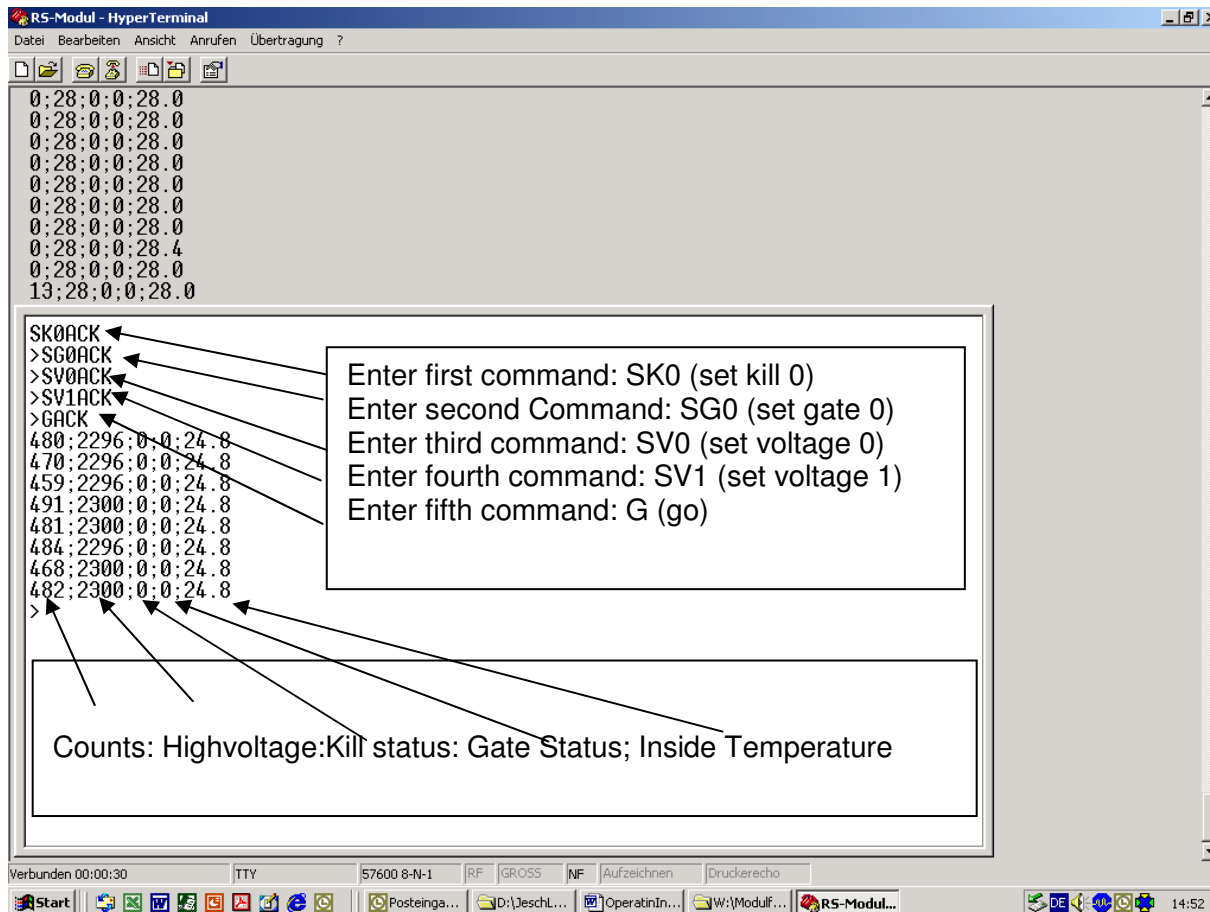 RS-Modul - HyperTerminal
Datei Bearbeiten Ansicht Anrufen Übertragung ?
0;28;0;0;28.0
0;28;0;0;28.0
0;28;0;0;28.0
0;28;0;0;28.0
0;28;0;0;28.0
0;28;0;0;28.0
0;28;0;0;28.0
0;28;0;0;28.4
0;28;0;0;28.0
13;28;0;0;28.0
SK0ACK
>SG0ACK
>SV0ACK
>SV1ACK
>GACK
480;2296;0;0;24.8
470;2296;0;0;24.8
459;2296;0;0;24.8
491;2300;0;0;24.8
481;2300;0;0;24.8
484;2296;0;0;24.8
468;2300;0;0;24.8
482;2300;0;0;24.8
>
Enter first command: SK0 (set kill 0)
Enter second Command: SG0 (set gate 0)
Enter third command: SV0 (set voltage 0)
Enter fourth command: SV1 (set voltage 1)
Enter fifth command: G (go)
Counts: Highvoltage:Kill status: Gate Status; Inside Temperature
Verbunden 00:00:30 TTY 57600 8-N-1 RF GROSS NF Aufzeichnen Druckerecho
Start Posteinga... D:\JeschL... OperatinIn... W:\Modulf... RS-Modul... DE 14:52